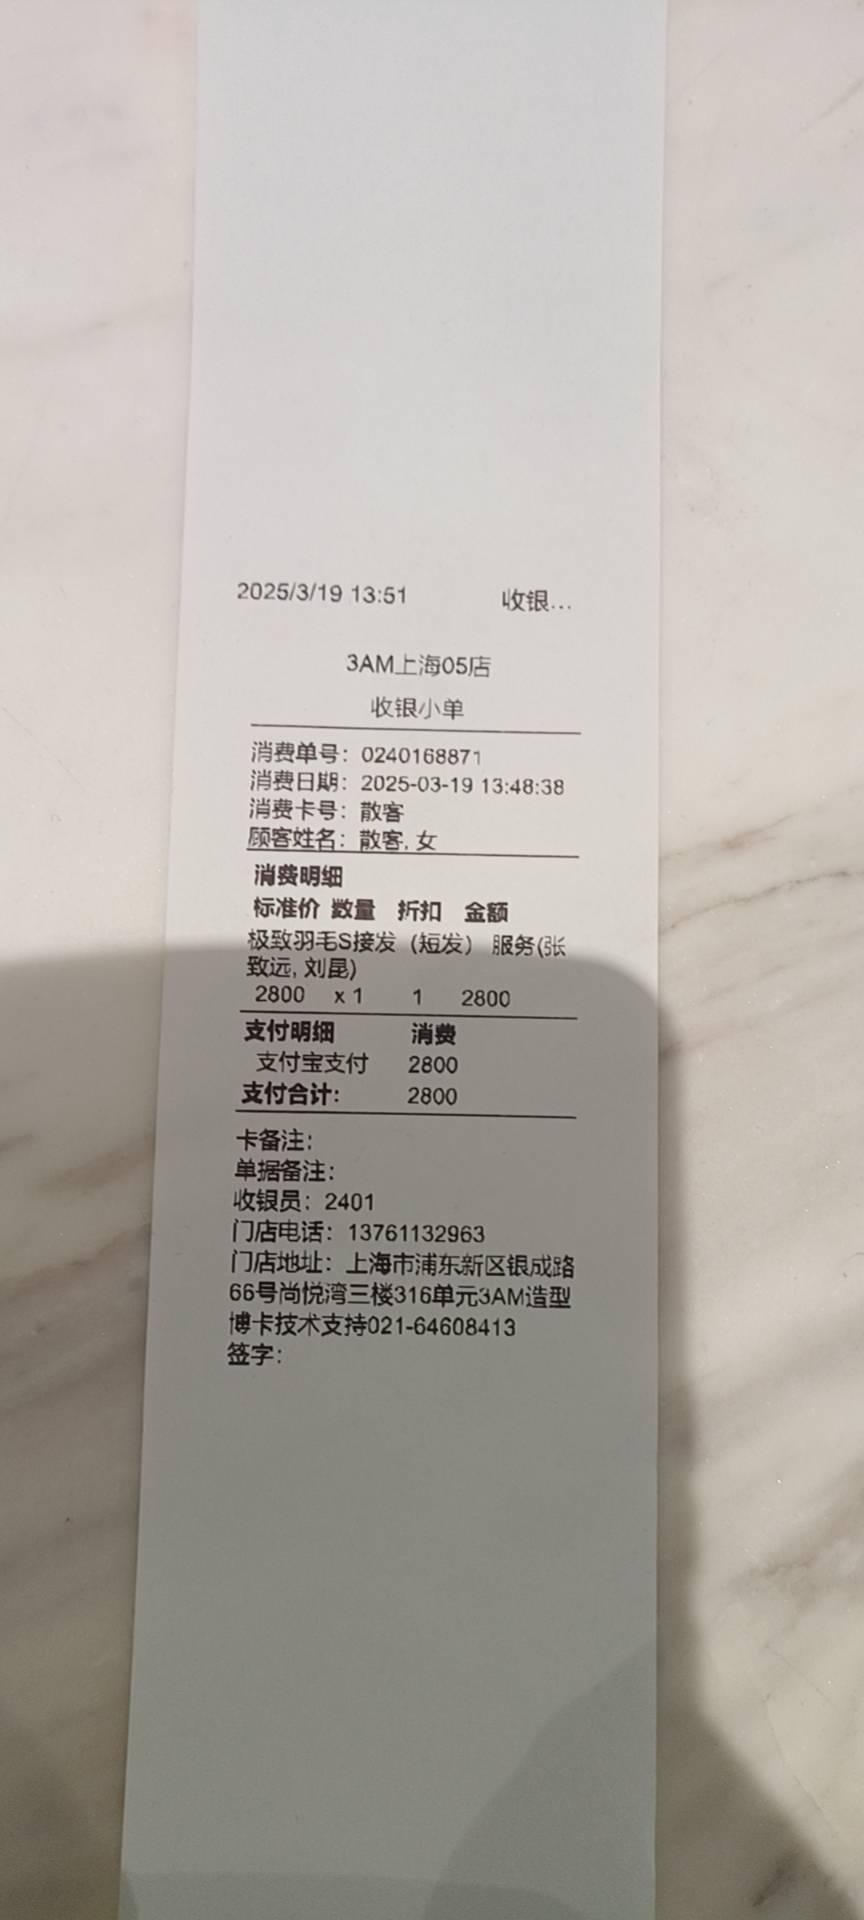 2025/3/19 13:51 收银...
3AM上海05店
收银小单
消费单号：0240168871
消费日期：2025-03-19 13:48:38
消费卡号：散客
顾客姓名：散客, 女
消费明细
标准价 数量 折扣 金额
极致羽毛S接发（短发） 服务(张
致远, 刘昆)
2800 x 1 1 2800
支付明细 消费
支付宝支付 2800
支付合计: 2800
卡备注:
单据备注:
收银员：2401
门店电话：13761132963
门店地址：上海市浦东新区银成路
66号尚悦湾三楼316单元3AM造型
博卡技术支持021-64608413
签字: